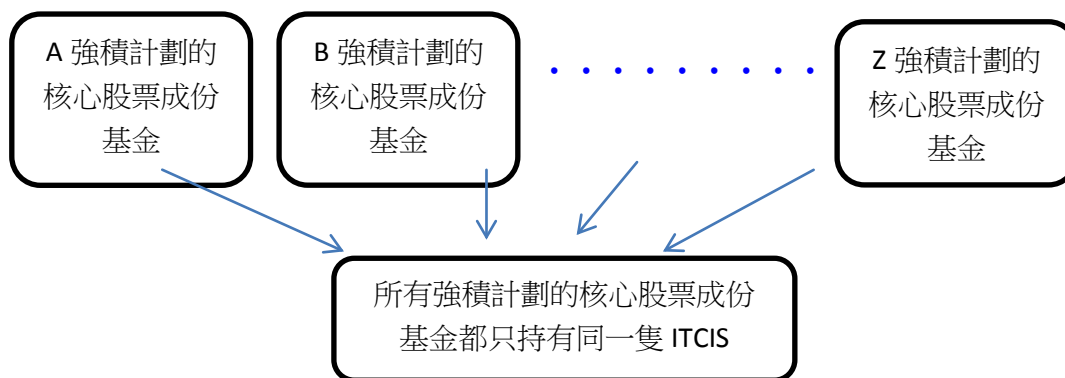 A 強積計劃的
核心股票成份
基金
B 強積計劃的
核心股票成份
基金
Z 強積計劃的
核心股票成份
基金
所有強積計劃的核心股票成份
基金都只持有同一隻 ITCIS